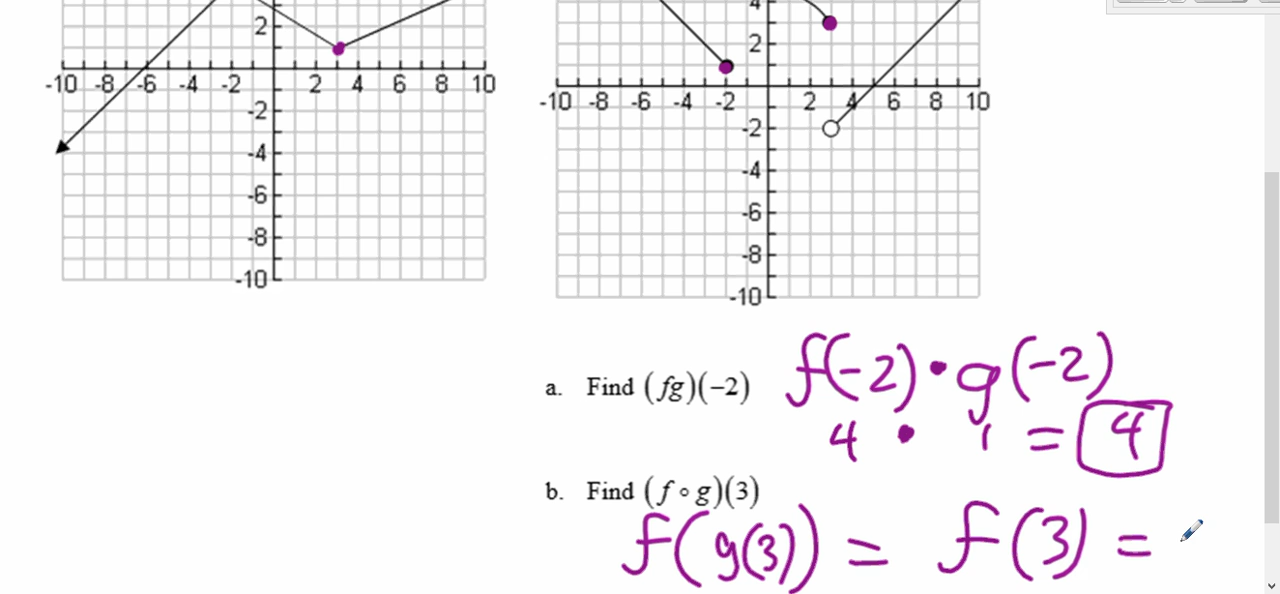 2 4
2
-10 -8 -6 -4 -2 2 4 6 8 10
-10 -8 -6 -4 -2 2 4 6 8 10
-2 -2
-4 -4
-6 -6
-8 -8
-10 -10
a. Find (fg)(−2) f(-2) • g(-2)
4 • 1 = 4
b. Find (f∘g)(3)
f(g(3)) = f(3) =